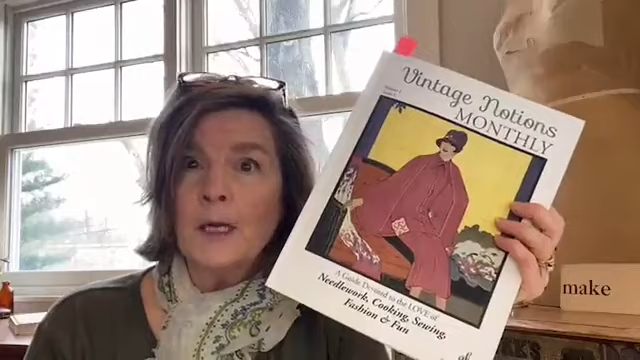 Vintage Notions
MONTHLY
A Guide Devoted to the LOVE of
Needlework, Cooking, Sewing,
Fashion & Fun
make